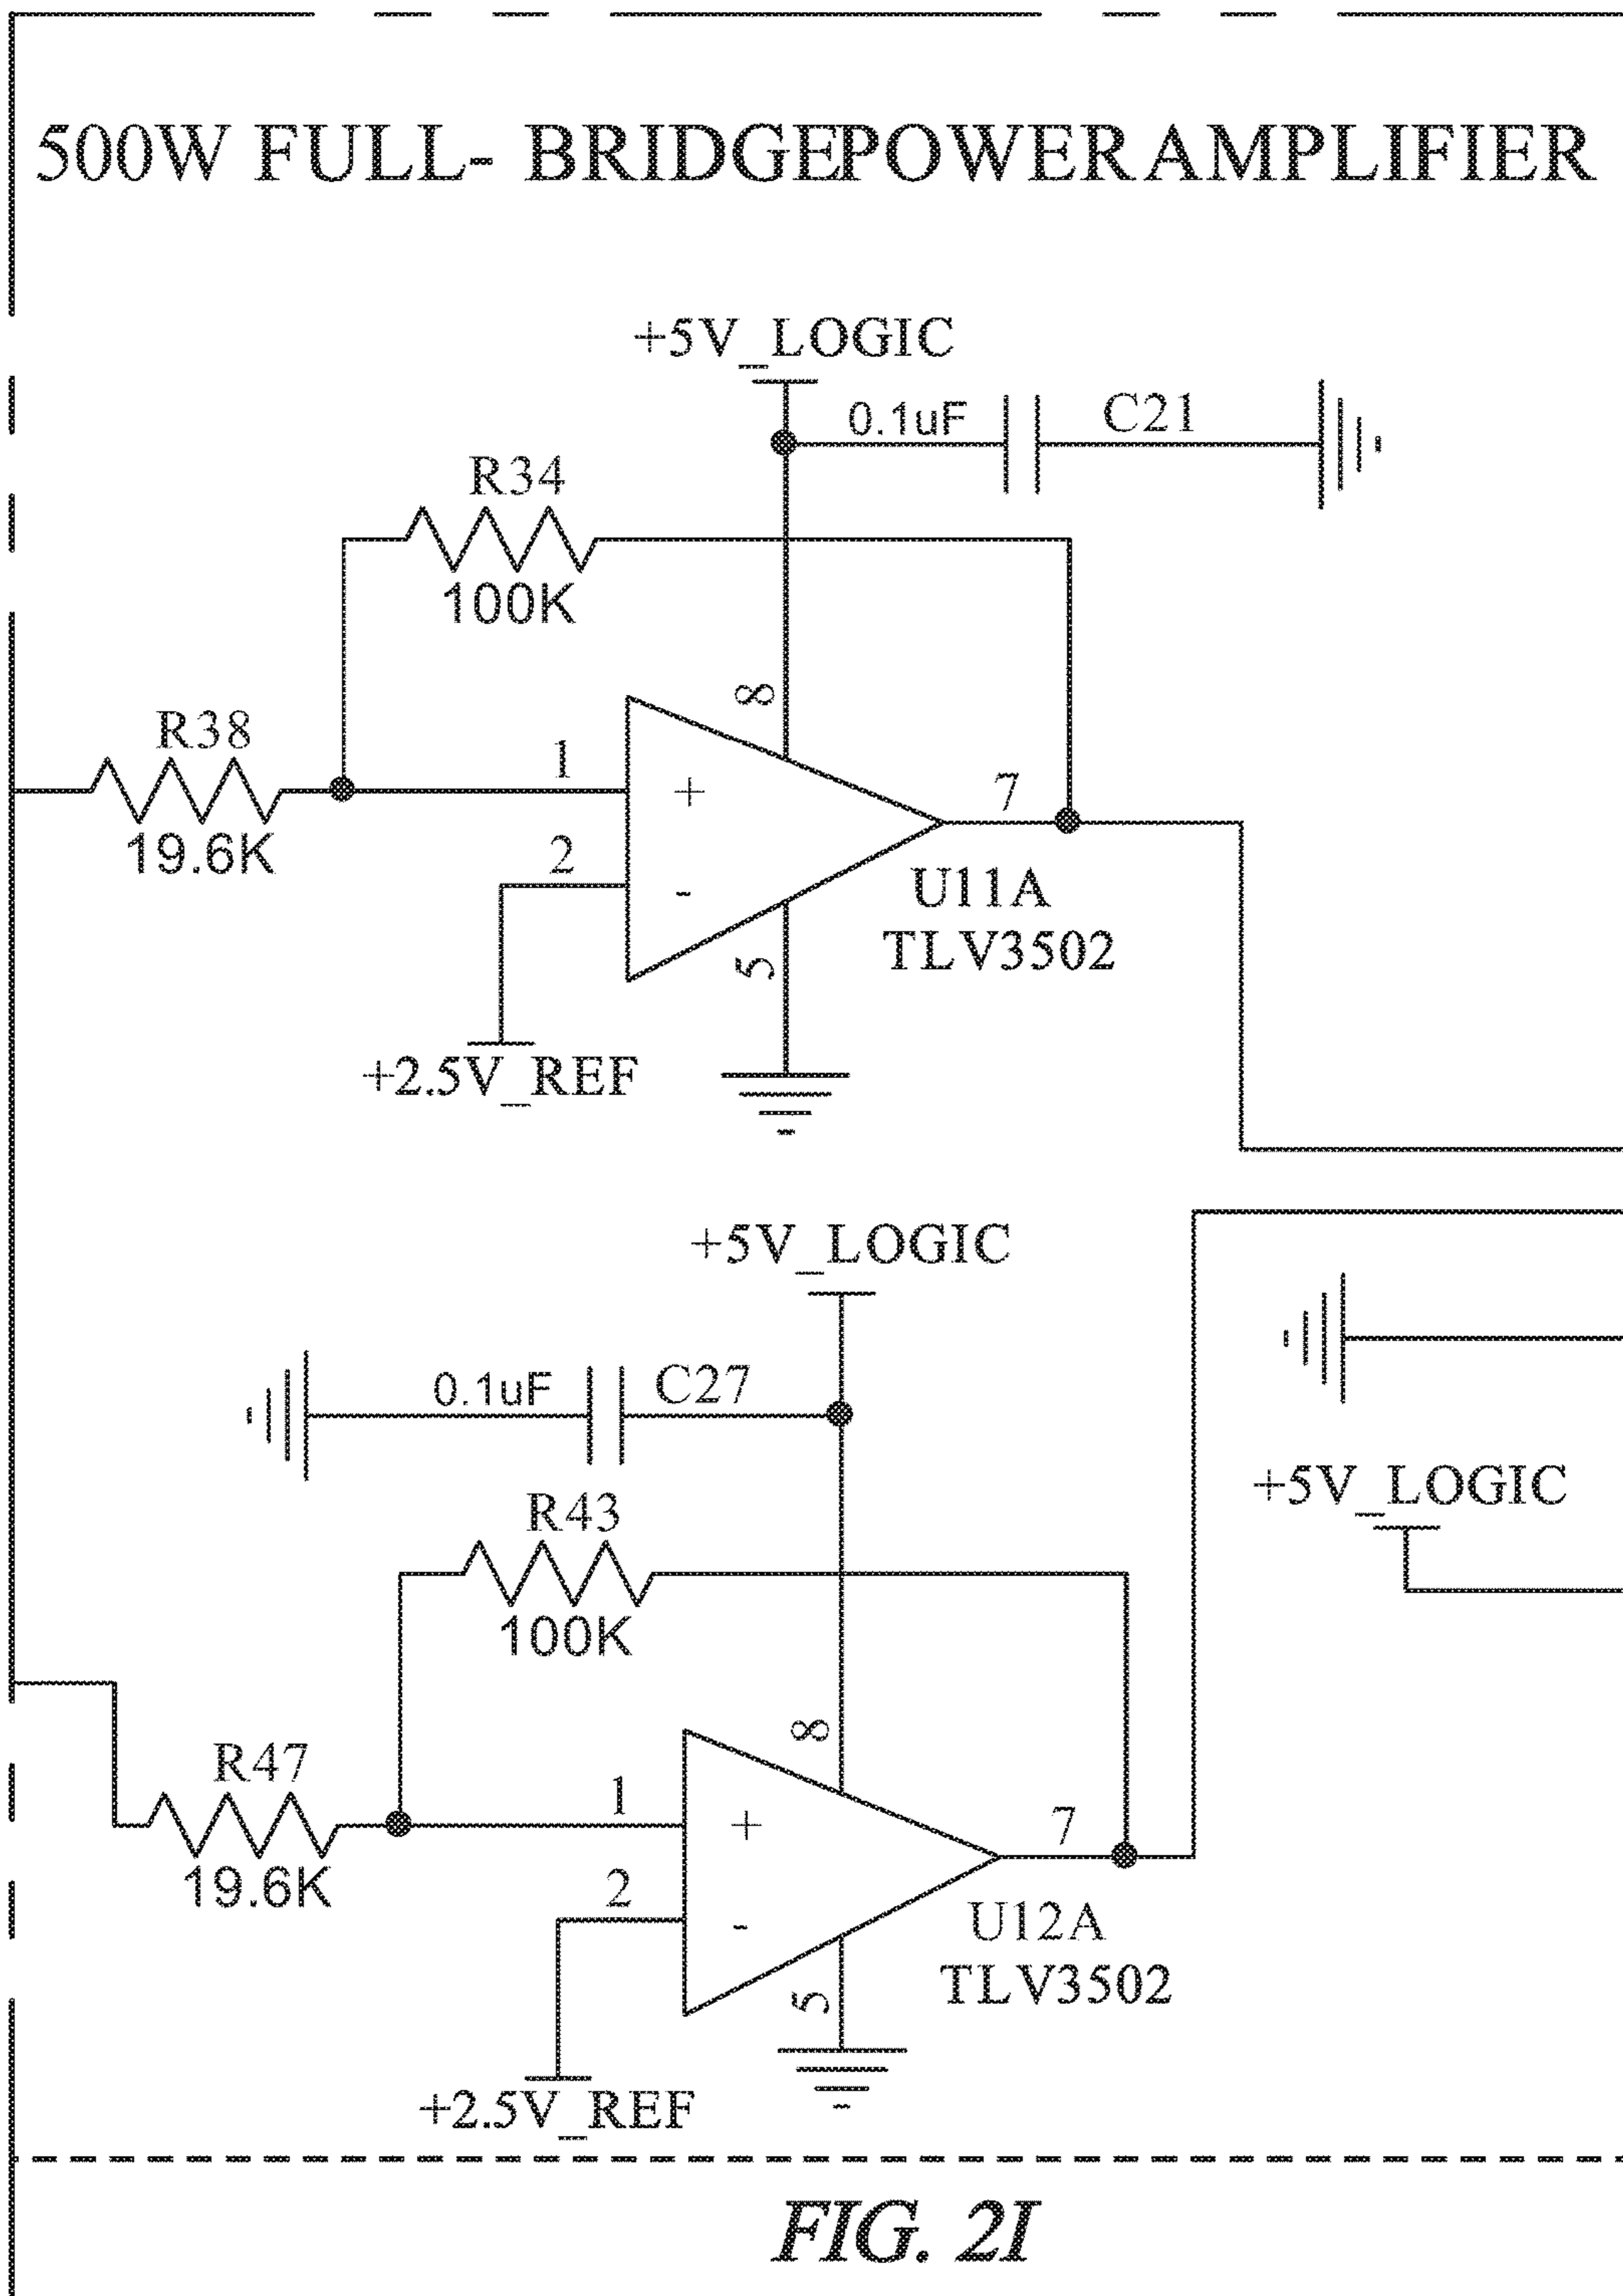 500W FULL- BRIDGEPOWERAMPLIFIER
+5V_LOGIC
0.1uF
C21
R34
100K
8
R38
19.6K
1
+
7
2
-
U11A
TLV3502
5
+2.5V_REF
+5V_LOGIC
0.1uF
C27
+5V_LOGIC
R43
100K
8
R47
19.6K
1
+
7
2
-
U12A
TLV3502
5
+2.5V_REF
FIG. 2I